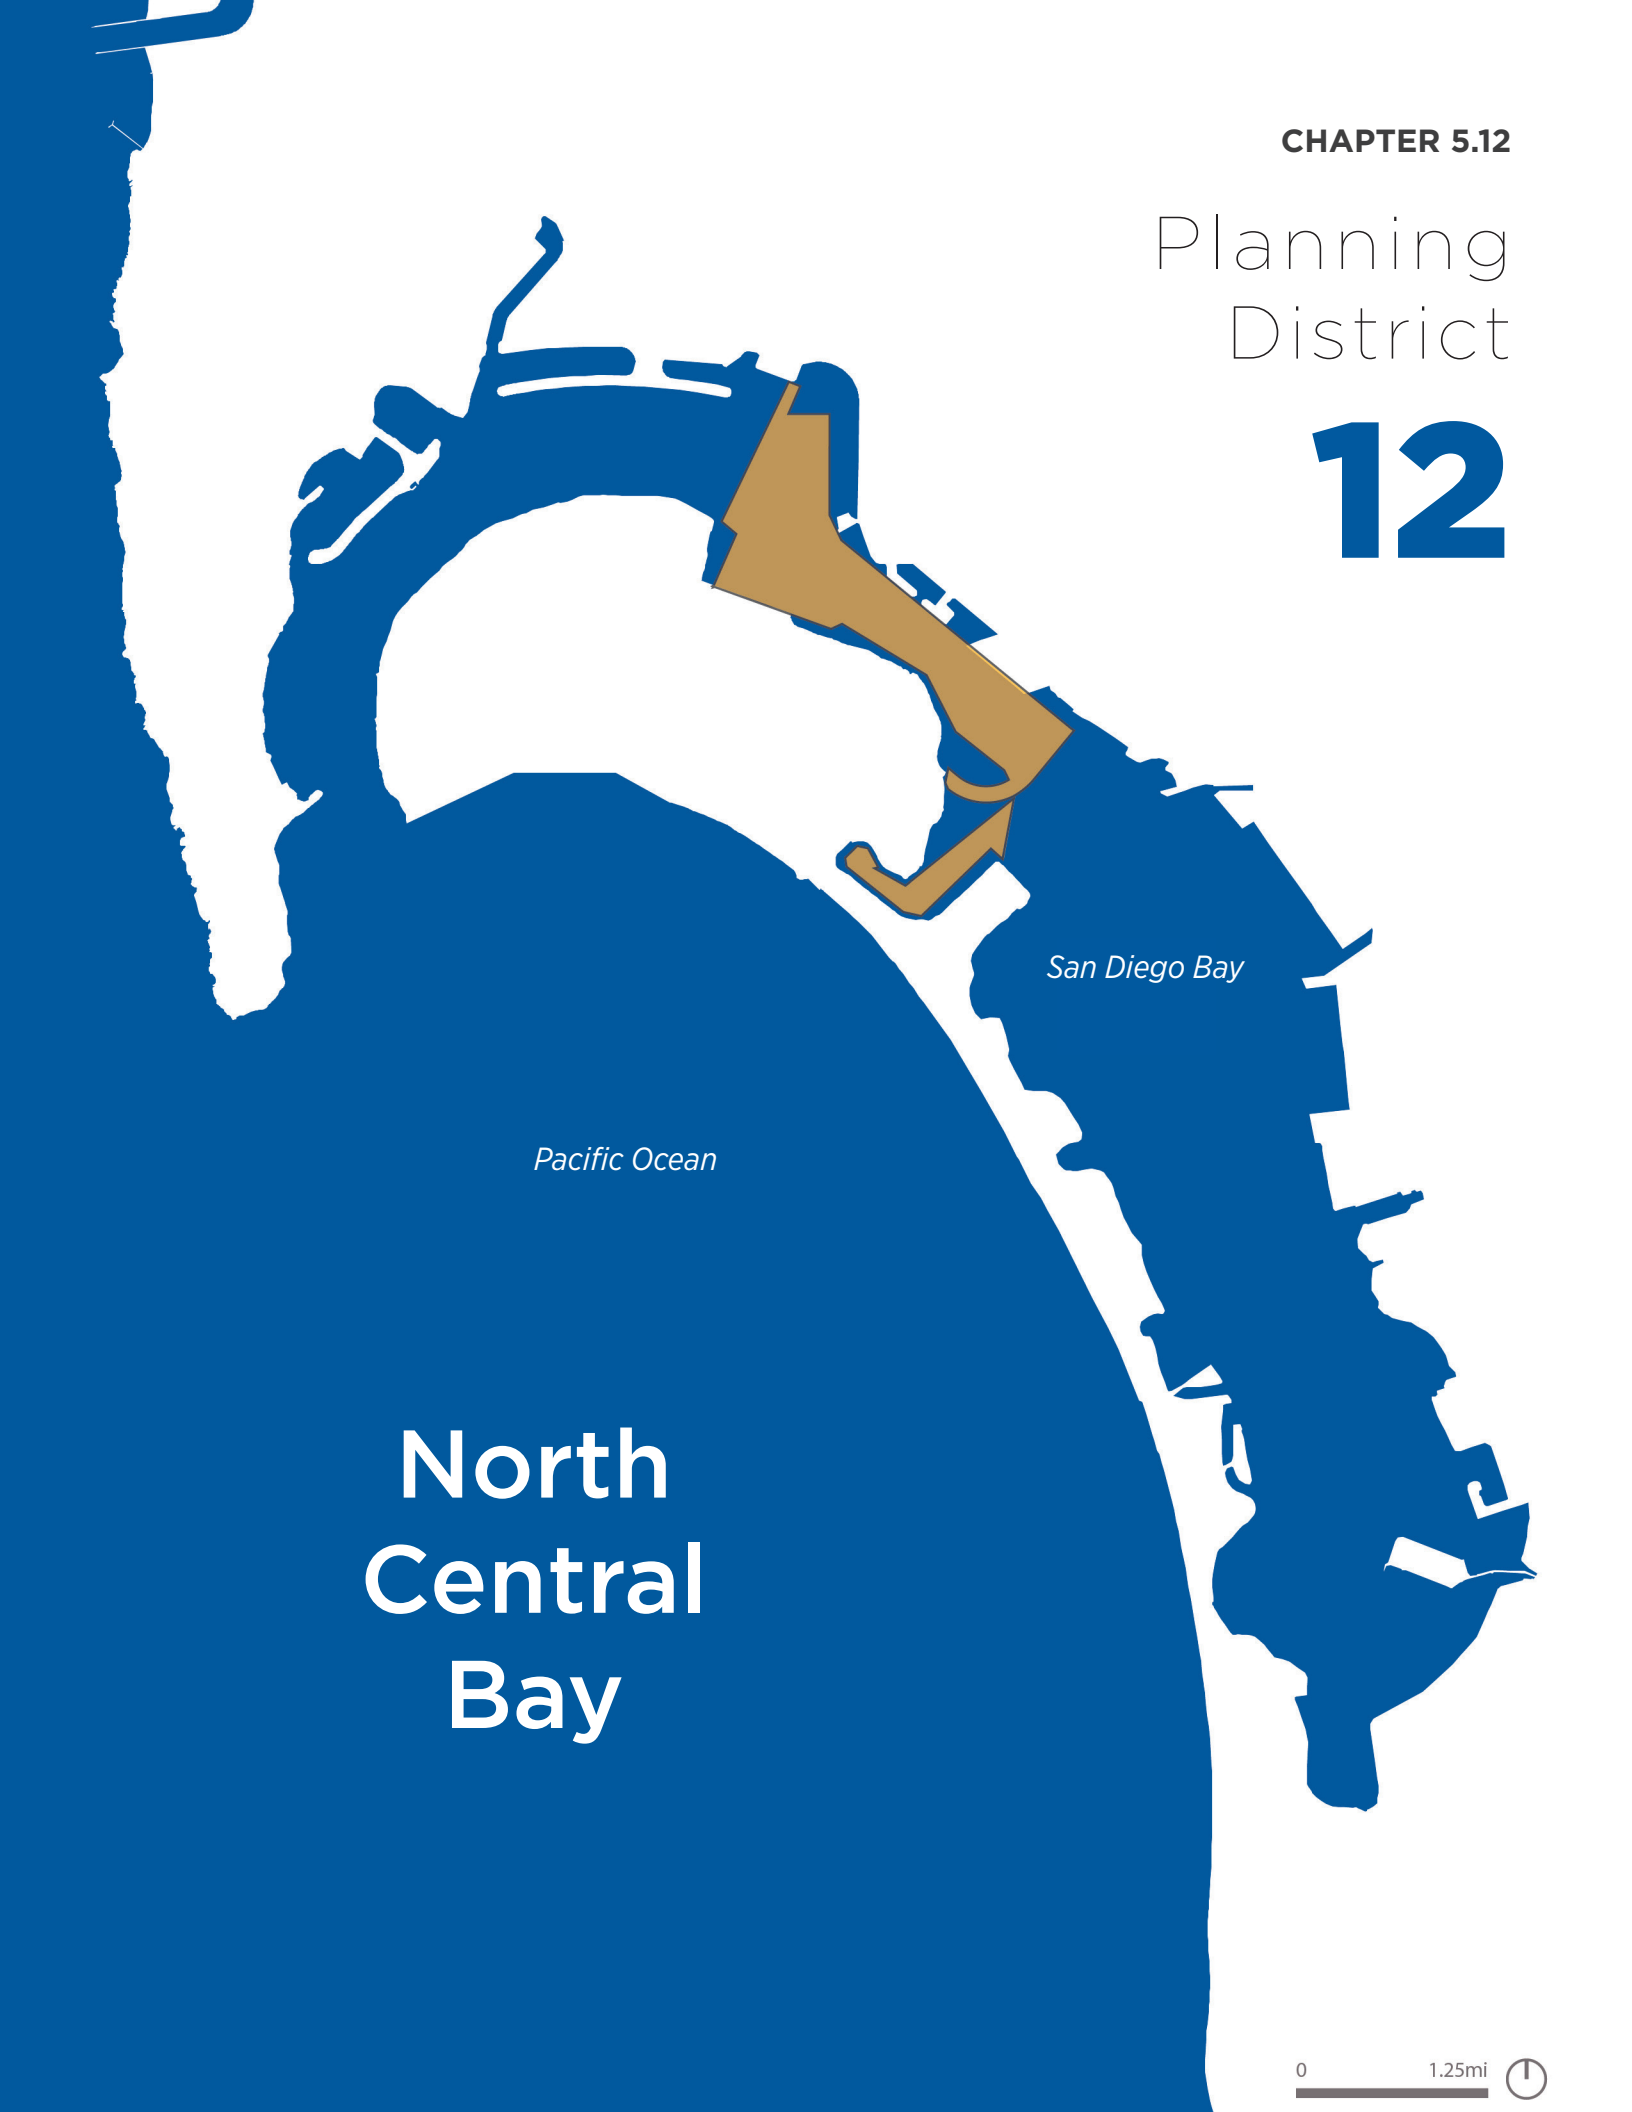 CHAPTER 5.12
Planning
District
12
San Diego Bay
Pacific Ocean
North
Central
Bay
0 1.25mi